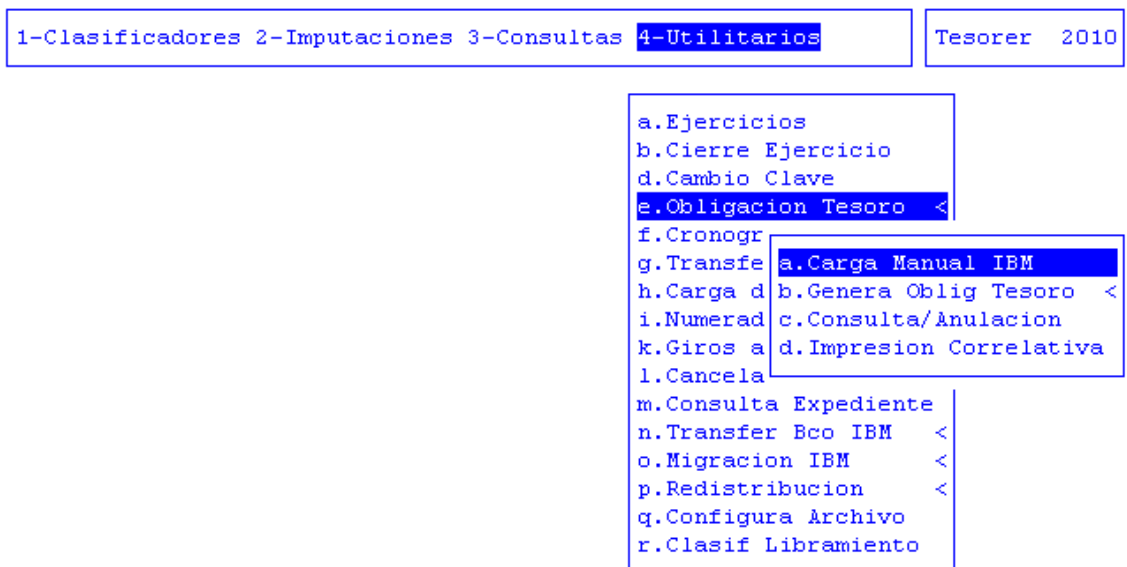 1-Clasificadores 2-Imputaciones 3-Consultas 4-Utilitarios
Tesorer 2010
a.Ejercicios
b.Cierre Ejercicio
d.Cambio Clave
e.Obligacion Tesoro <
f.Cronogr
g.Transfe
h.Carga d
i.Numerad
k.Giros a
l.Cancela
a.Carga Manual IBM
b.Genera Oblig Tesoro <
c.Consulta/Anulacion
d.Impresion Correlativa
m.Consulta Expediente
n.Transfer Bco IBM <
o.Migracion IBM <
p.Redistribucion <
q.Configura Archivo
r.Clasif Libramiento